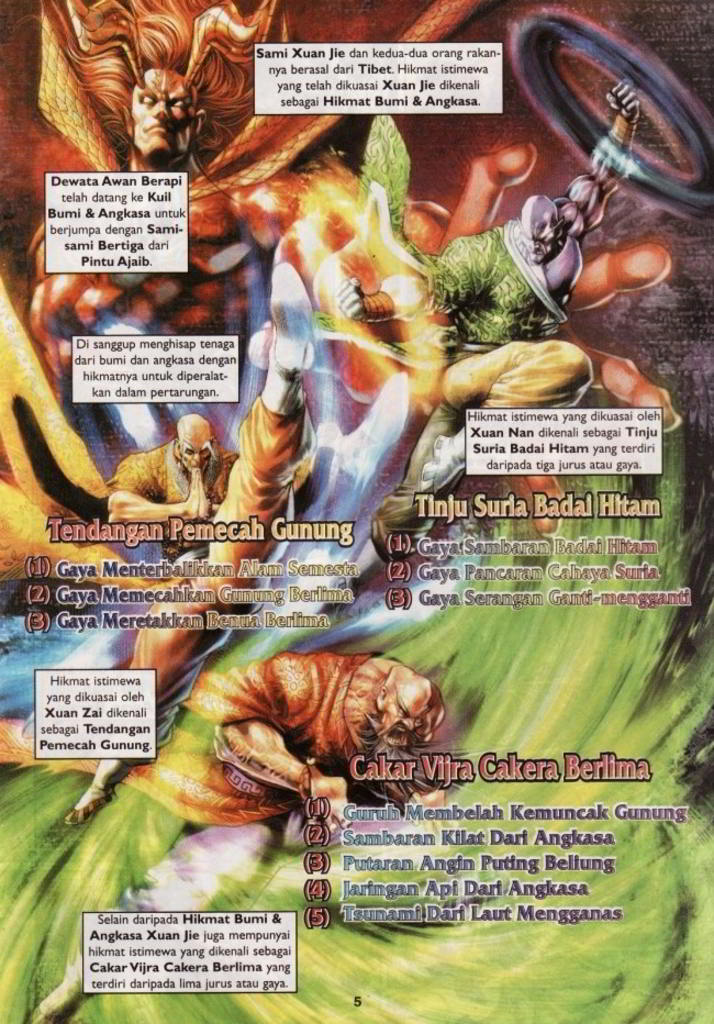 Sami Xuan Jie dan kedua-dua orang rakan-
nya berasal dari Tibet. Hikmat istimewa
yang telah dikuasai Xuan Jie dikenali
sebagai Hikmat Bumi & Angkasa.
Dewata Awan Berapi
telah datang ke Kuil
Bumi & Angkasa untuk
berjumpa dengan Sami-
sami Bertiga dari
Pintu Ajaib.
Di sanggup menghisap tenaga
dari bumi dan angkasa dengan
hikmatnya untuk diperalat-
kan dalam pertarungan.
Hikmat istimewa yang dikuasai oleh
Xuan Nan dikenali sebagai Tinju
Suria Badai Hitam yang terdiri
daripada tiga jurus atau gaya.
Tendangan Pemecah Gunung
(1) Gaya Menterbalikkan Alam Semesta
(2) Gaya Memecahkan Gunung Berlima
(3) Gaya Meretakkan Benua Berlima
Tinju Suria Badai Hitam
(1) Gaya Sambaran Badai Hitam
(2) Gaya Pancaran Cahaya Suria
(3) Gaya Serangan Ganti-mengganti
Hikmat istimewa
yang dikuasai oleh
Xuan Zai dikenali
sebagai Tendangan
Pemecah Gunung.
Cakar Vijra Cakera Berlima
(1) Guruh Membelah Kemuncak Gunung
(2) Sambaran Kilat Dari Angkasa
(3) Putaran Angin Puting Beliung
(4) Jaringan Api Dari Angkasa
(5) Tsunami Dari Laut Mengganas
Selain daripada Hikmat Bumi &
Angkasa Xuan Jie juga mempunyai
hikmat istimewa yang dikenali sebagai
Cakar Vijra Cakera Berlima yang
terdiri daripada lima jurus atau gaya.
5